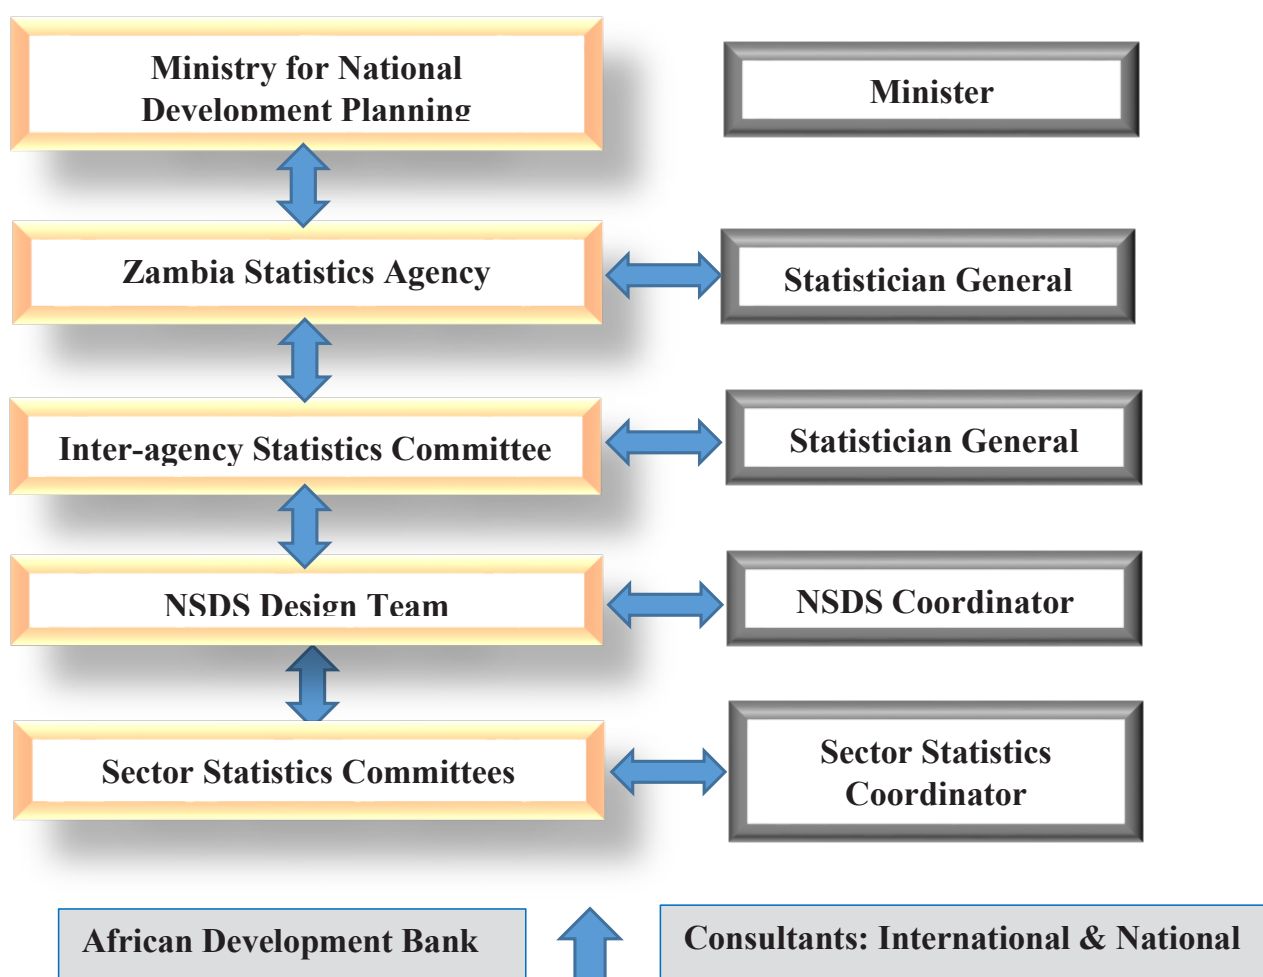 Ministry for National
Development Planning
Minister
Zambia Statistics Agency
Statistician General
Inter-agency Statistics Committee
Statistician General
NSDS Design Team
NSDS Coordinator
Sector Statistics Committees
Sector Statistics
Coordinator
African Development Bank
Consultants: International & National